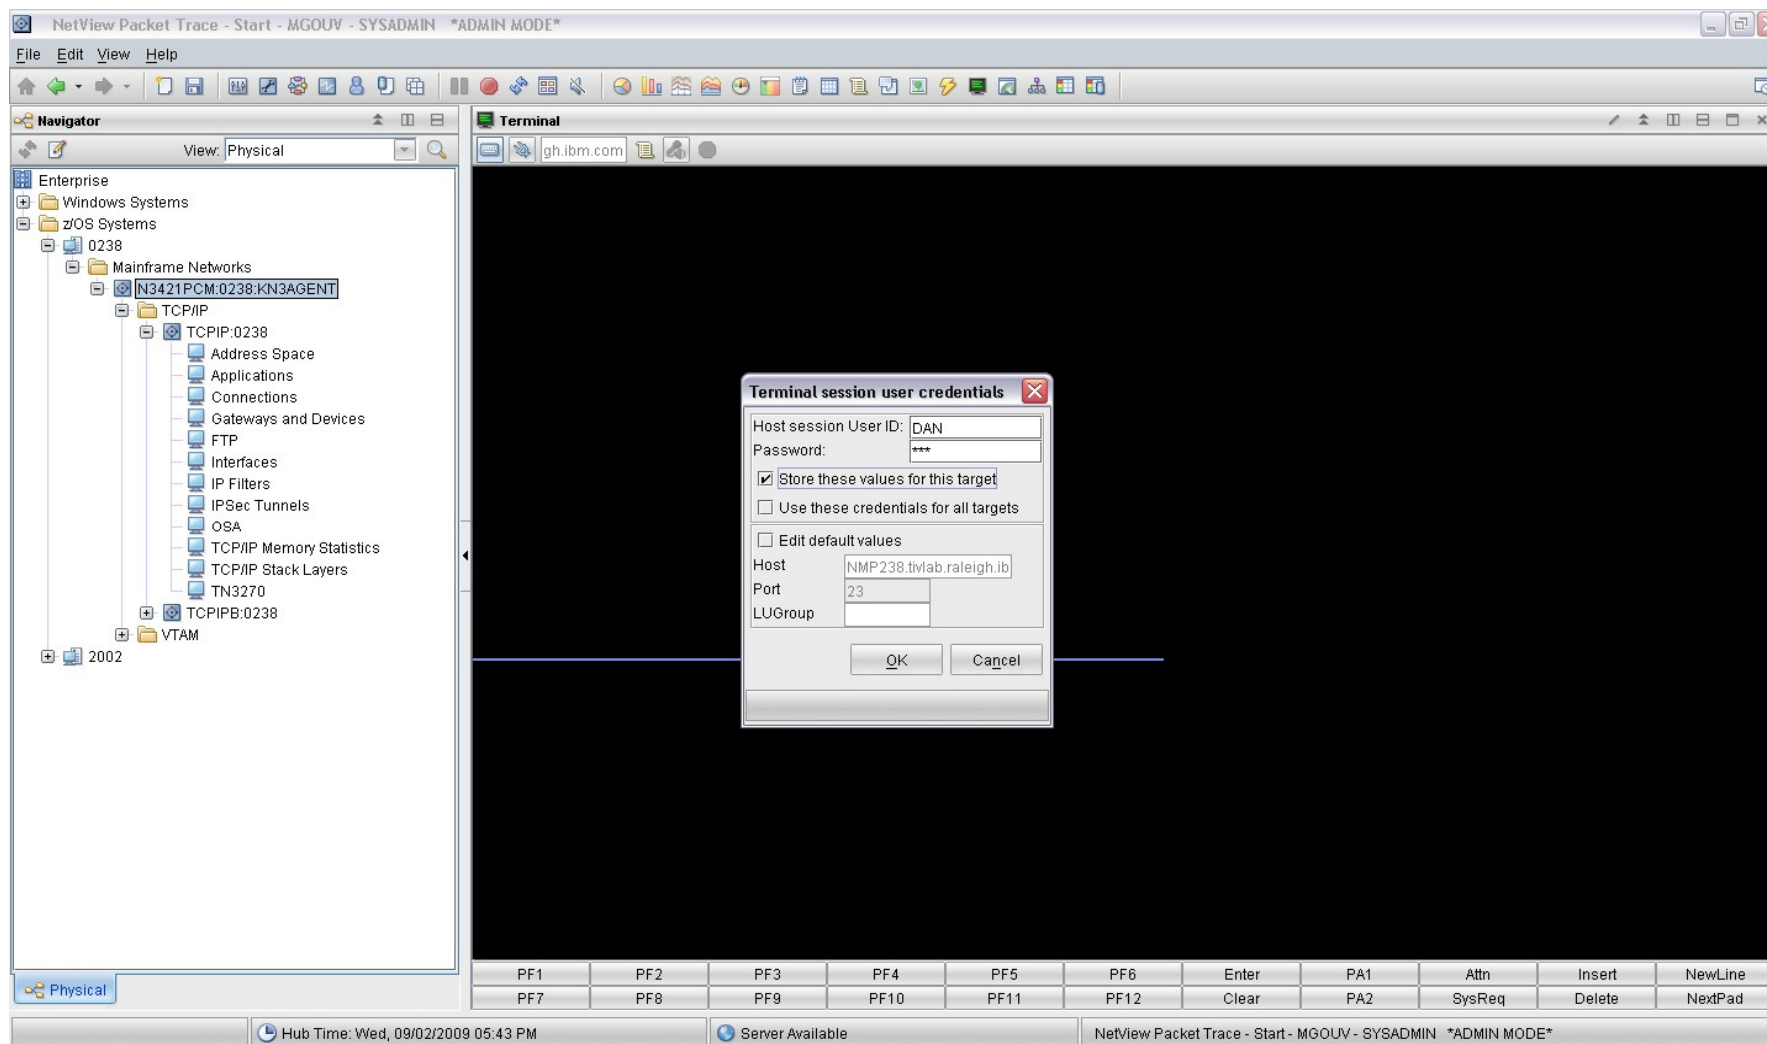 NetView Packet Trace - Start - MGOUV - SYSADMIN *ADMIN MODE*
File Edit View Help
Navigator
View: Physical
Enterprise
Windows Systems
z/OS Systems
0238
Mainframe Networks
N3421PCM:0238:KN3AGENT
TCP/IP
TCPIP:0238
Address Space
Applications
Connections
Gateways and Devices
FTP
Interfaces
IP Filters
IPSec Tunnels
OSA
TCP/IP Memory Statistics
TCP/IP Stack Layers
TN3270
TCPIPB:0238
VTAM
2002
Physical
Terminal
gh.ibm.com
Terminal session user credentials
Host session User ID: DAN
Password: ***
Store these values for this target
Use these credentials for all targets
Edit default values
Host NMP238.tivlab.raleigh.ib
Port 23
LUGroup
OK Cancel
PF1 PF2 PF3 PF4 PF5 PF6 Enter PA1 Attn Insert NewLine
PF7 PF8 PF9 PF10 PF11 PF12 Clear PA2 SysReq Delete NextPad
Hub Time: Wed, 09/02/2009 05:43 PM Server Available NetView Packet Trace - Start - MGOUV - SYSADMIN *ADMIN MODE*